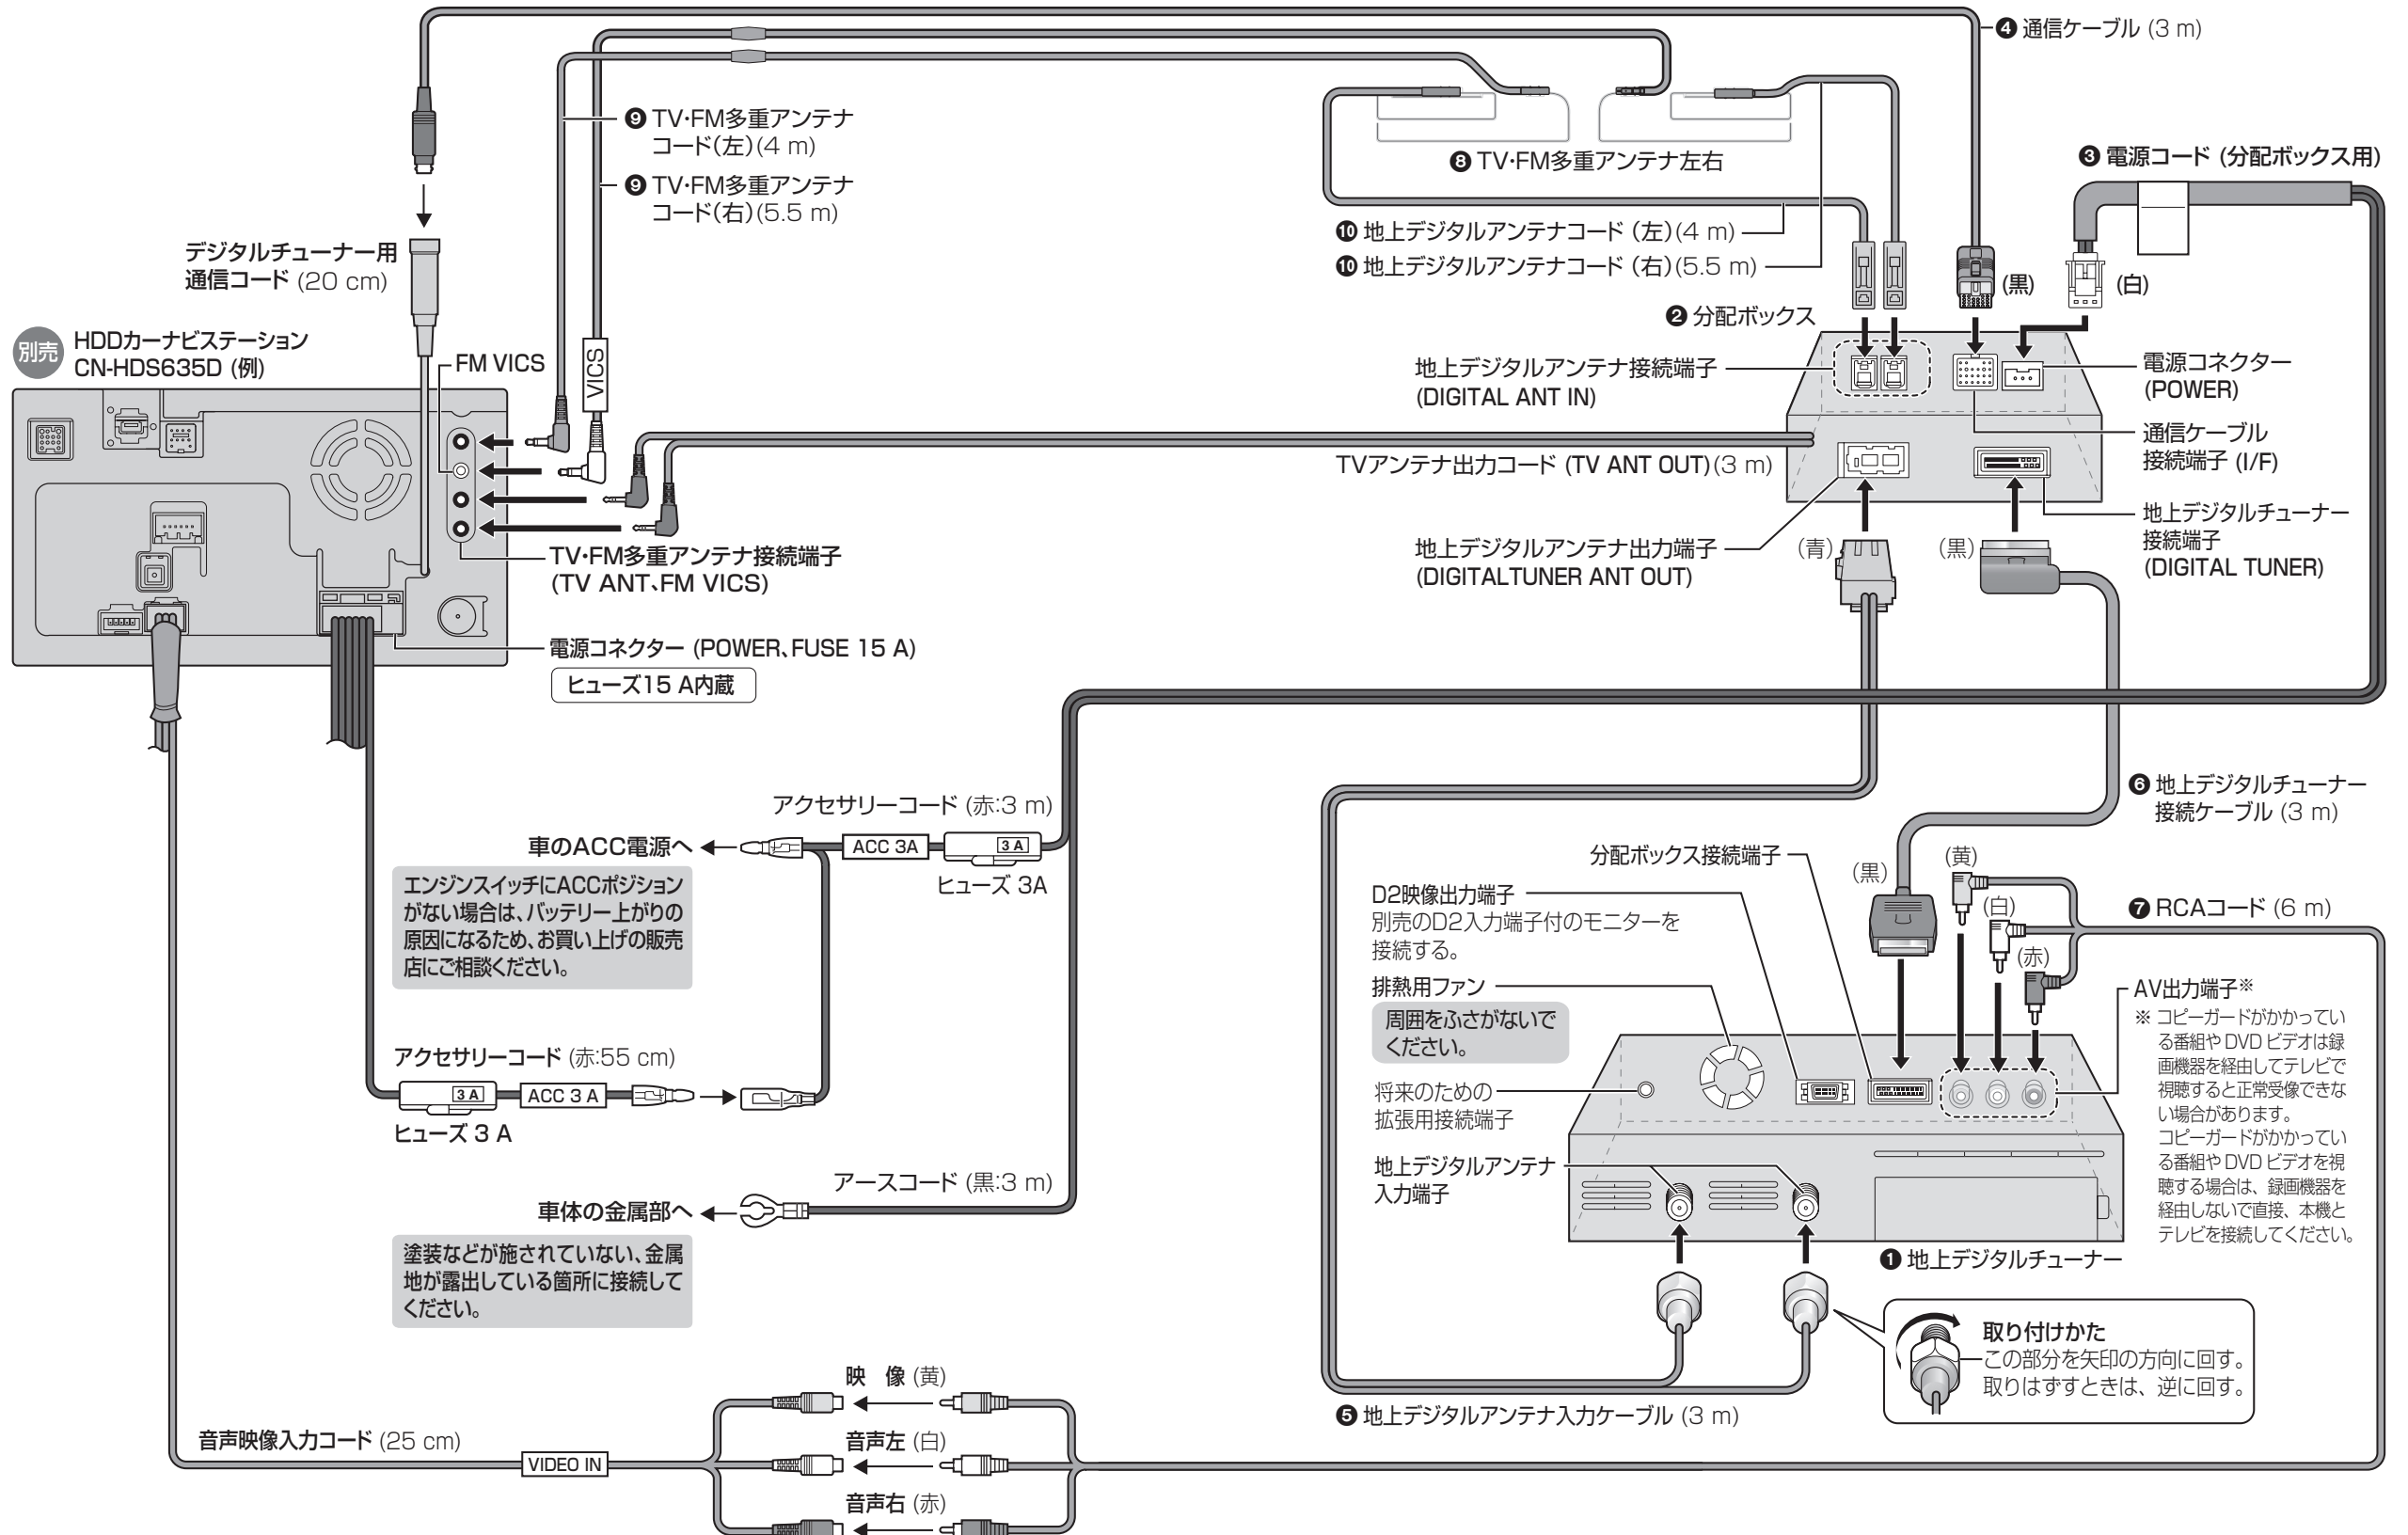 ❹ 通信ケーブル (3 m)
❾ TV・FM多重アンテナ
コード(左)(4 m)
❾ TV・FM多重アンテナ
コード(右)(5.5 m)
❽ TV・FM多重アンテナ左右
❸ 電源コード (分配ボックス用)
❿ 地上デジタルアンテナコード (左)(4 m)
❿ 地上デジタルアンテナコード (右)(5.5 m)
(黒)
(白)
デジタルチューナー用
通信コード (20 cm)
別売
HDDカーナビステーション
CN-HDS635D (例)
FM VICS
VICS
❷ 分配ボックス
地上デジタルアンテナ接続端子
(DIGITAL ANT IN)
電源コネクター
(POWER)
通信ケーブル
接続端子 (I/F)
TVアンテナ出力コード (TV ANT OUT)(3 m)
地上デジタルチューナー
接続端子
(DIGITAL TUNER)
地上デジタルアンテナ出力端子
(DIGITALTUNER ANT OUT)
(青)
(黒)
TV・FM多重アンテナ接続端子
(TV ANT、FM VICS)
電源コネクター (POWER、FUSE 15 A)
ヒューズ15 A内蔵
アクセサリーコード (赤:3 m)
車のACC電源へ
ACC 3A
3 A
ヒューズ 3A
エンジンスイッチにACCポジション
がない場合は、バッテリー上がりの
原因になるため、お買い上げの販売
店にご相談ください。
アクセサリーコード (赤:55 cm)
3 A
ACC 3 A
ヒューズ 3 A
アースコード (黒:3 m)
車体の金属部へ
塗装などが施されていない、金属
地が露出している箇所に接続して
ください。
❻ 地上デジタルチューナー
接続ケーブル (3 m)
分配ボックス接続端子
(黒)
(黄)
(白)
(赤)
❼ RCAコード (6 m)
D2映像出力端子
別売のD2入力端子付のモニターを
接続する。
排熱用ファン
周囲をふさがないで
ください。
将来のための
拡張用接続端子
地上デジタルアンテナ
入力端子
AV出力端子※
※ コピーガードがかかってい
る番組や DVD ビデオは録
画機器を経由してテレビで
視聴すると正常受像できな
い場合があります。
コピーガードがかかってい
る番組や DVD ビデオを視
聴する場合は、録画機器を
経由しないで直接、本機と
テレビを接続してください。
❶ 地上デジタルチューナー
取り付けかた
この部分を矢印の方向に回す。
取りはずすときは、逆に回す。
❺ 地上デジタルアンテナ入力ケーブル (3 m)
音声映像入力コード (25 cm)
VIDEO IN
映 像 (黄)
音声左 (白)
音声右 (赤)